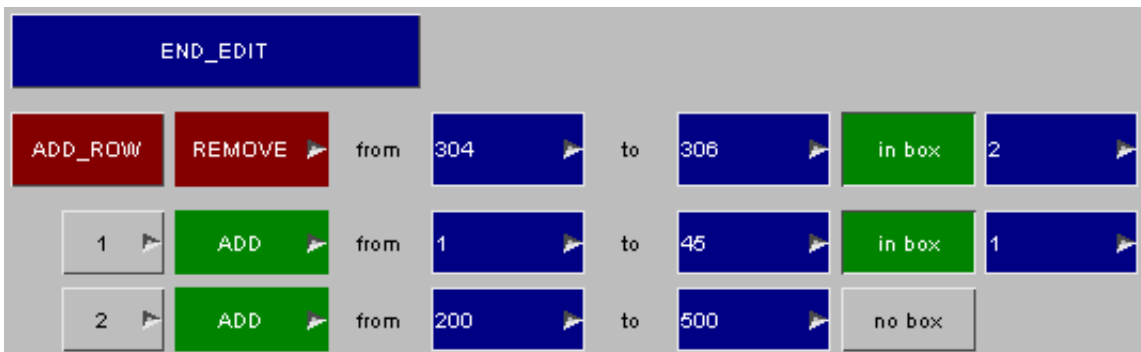 END_EDIT
ADD_ROW REMOVE from 304 to 306 in box 2
1 ADD from 1 to 45 in box 1
2 ADD from 200 to 500 no box